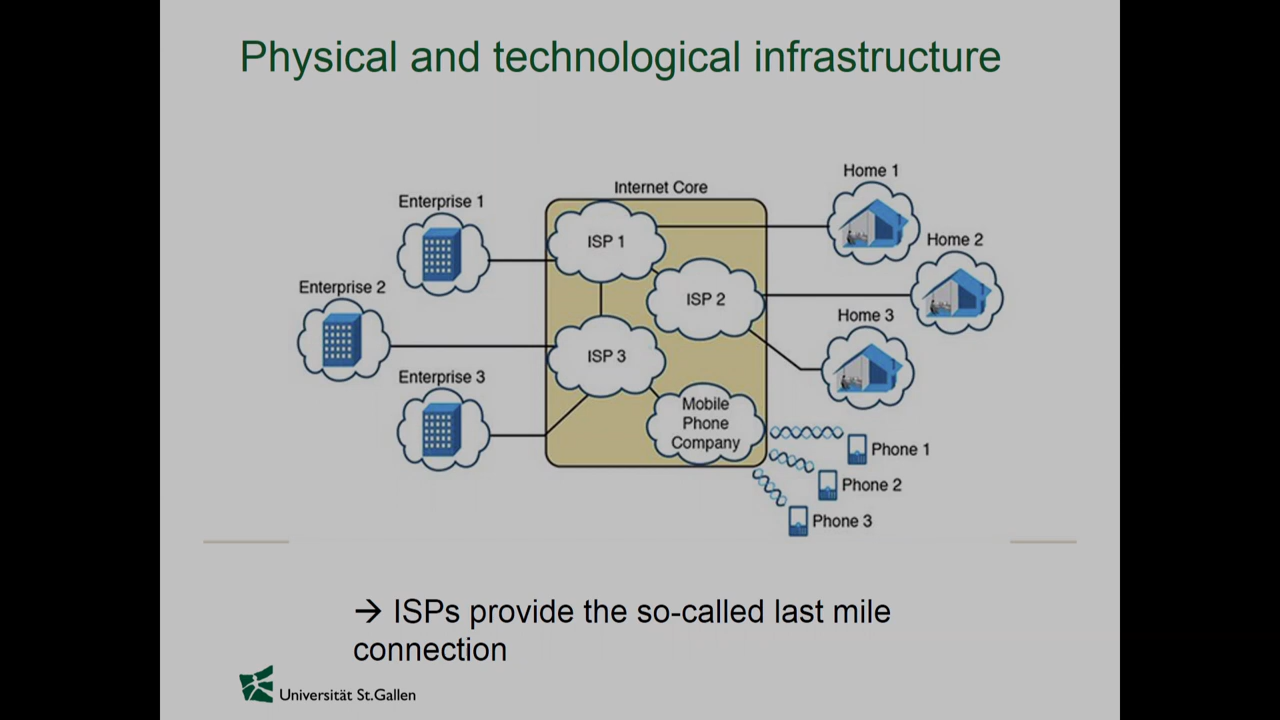 Physical and technological infrastructure
Home 1
Internet Core
Enterprise 1
ISP 1
Home 2
Enterprise 2
ISP 2
Home 3
ISP 3
Enterprise 3
Mobile
Phone
Company
Phone 1
Phone 2
Phone 3
→ ISPs provide the so-called last mile
connection
Universität St.Gallen